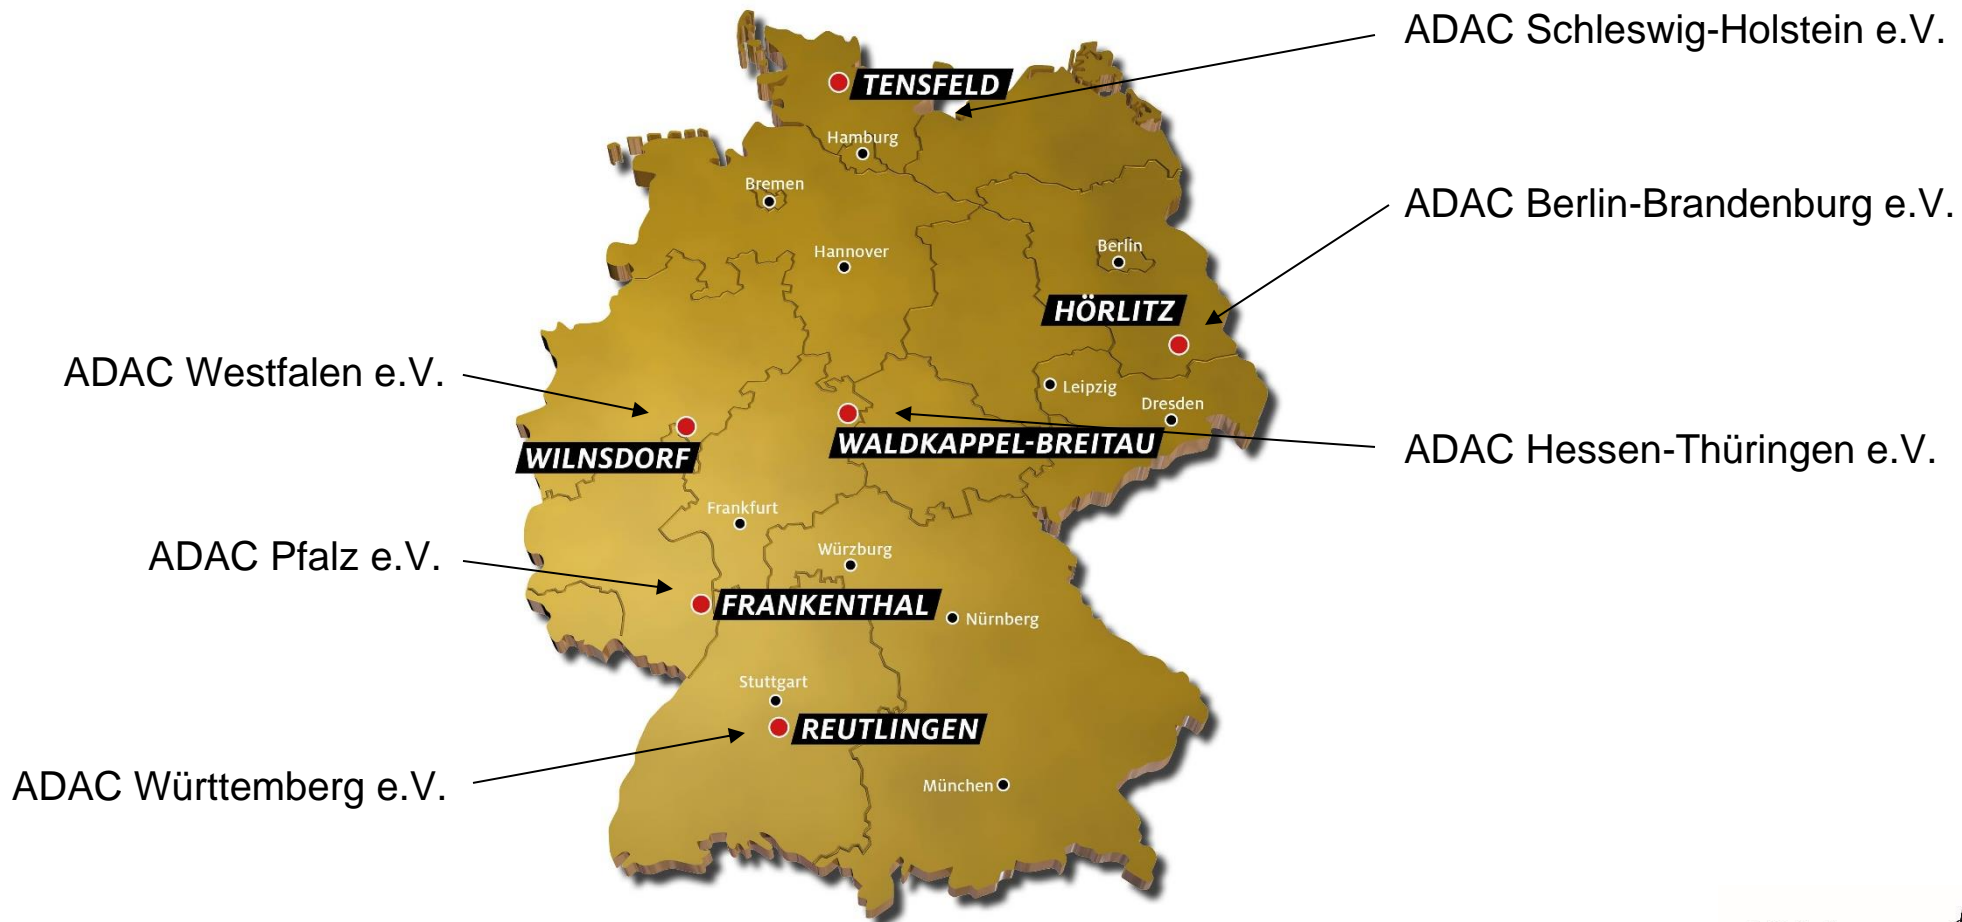 ADAC Schleswig-Holstein e.V.
TENSFELD
Hamburg
Bremen
ADAC Berlin-Brandenburg e.V.
Hannover
Berlin
HÖRLITZ
ADAC Westfalen e.V.
Leipzig
Dresden
WILNSDORF
WALDKAPPEL-BREITAU
ADAC Hessen-Thüringen e.V.
Frankfurt
ADAC Pfalz e.V.
Würzburg
FRANKENTHAL
Nürnberg
Stuttgart
REUTLINGEN
ADAC Württemberg e.V.
München